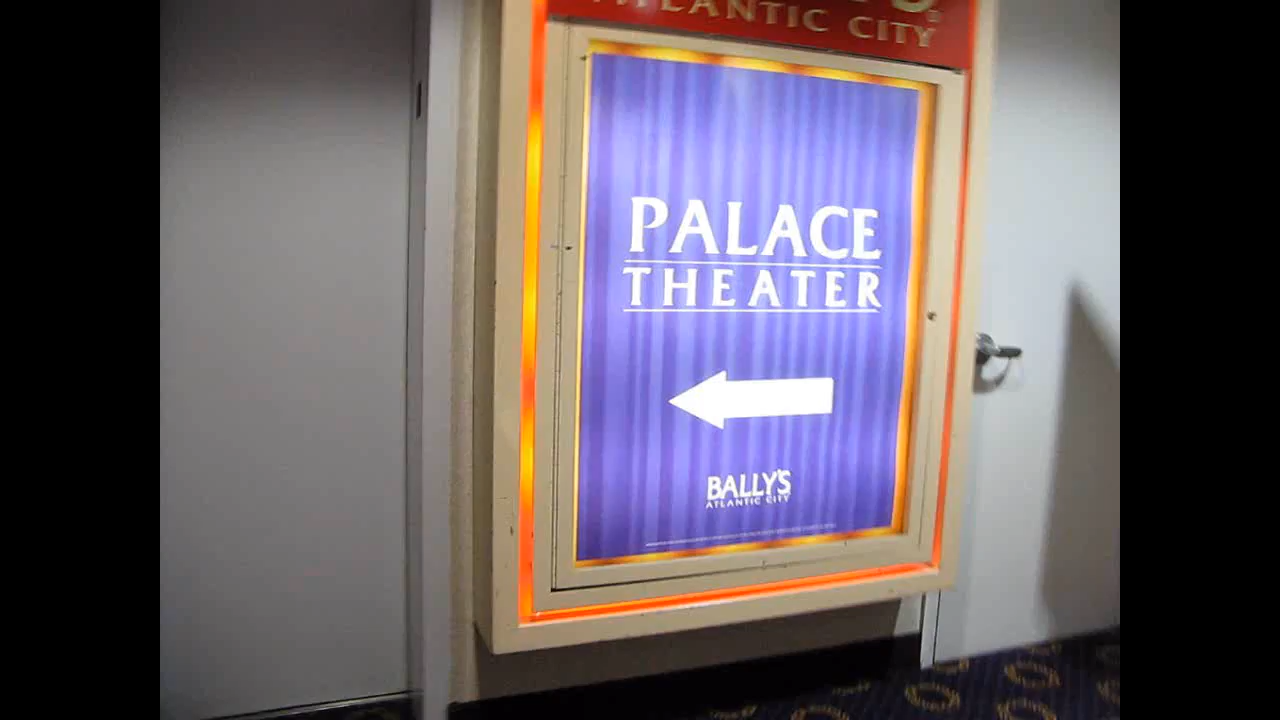 ATLANTIC CITY
PALACE
THEATER
BALLY'S
ATLANTIC CITY